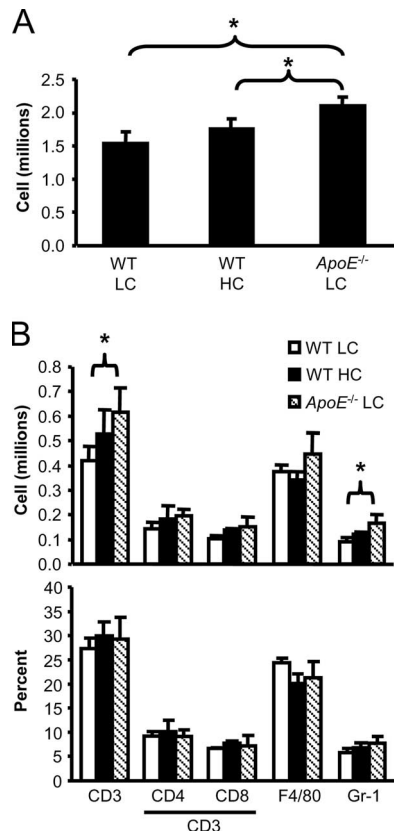 A
*
*
Cell (millions)
2.5
2.0
1.5
1.0
0.5
0.0
WT LC
WT HC
ApoE-/- LC
B
WT LC
WT HC
ApoE-/- LC
*
*
Cell (millions)
0.8
0.7
0.6
0.5
0.4
0.3
0.2
0.1
0.0
Percent
40
35
30
25
20
15
10
5
0
CD3 CD4 CD8 F4/80 Gr-1
CD3